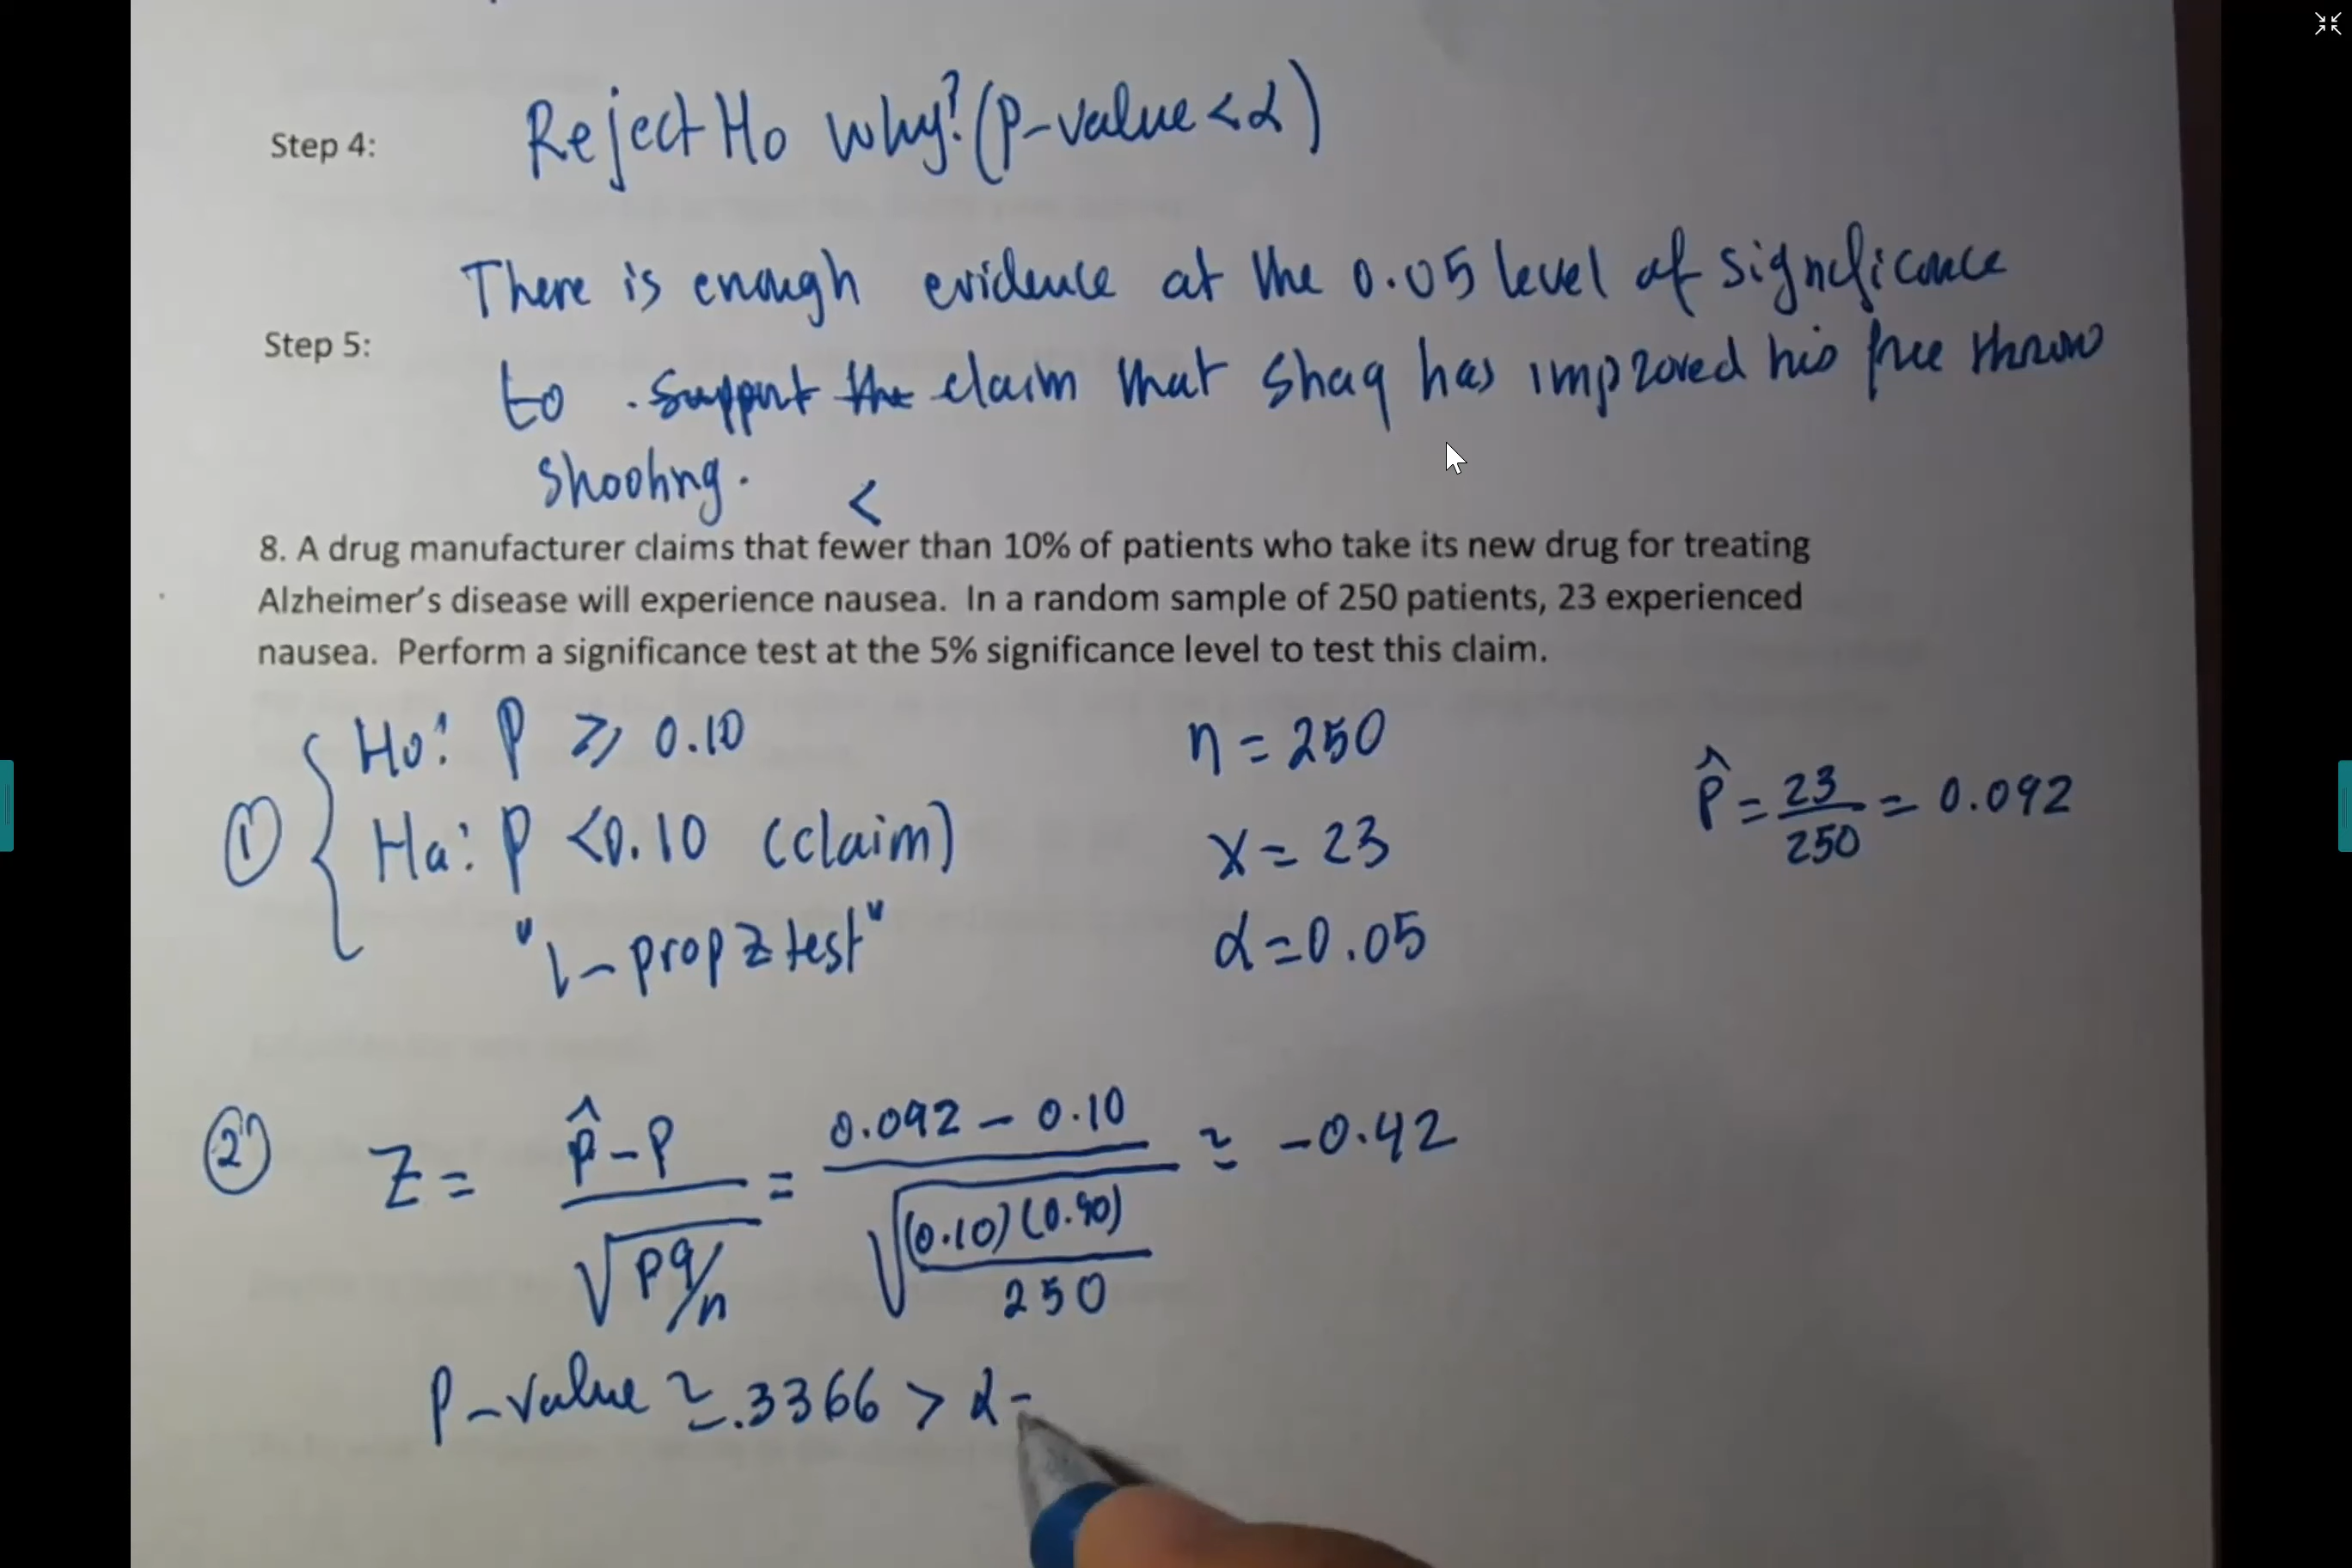 Step 4: Reject Ho why? (P-value < α)
There is enough evidence at the 0.05 level of significance
Step 5:
to support the claim that Shaq has improved his free throw
shooting.
<
8. A drug manufacturer claims that fewer than 10% of patients who take its new drug for treating
Alzheimer's disease will experience nausea. In a random sample of 250 patients, 23 experienced
nausea. Perform a significance test at the 5% significance level to test this claim.
① { Ho: P ≥ 0.10
Ha: P < 0.10 (claim)
"1-prop z test"
n = 250
x = 23
α = 0.05
p̂ = 23/250 = 0.092
② Z = (p̂ - P)/√(pq/n) = (0.092 - 0.10)/√((0.10)(0.90)/250) ≃ -0.42
P-value ≃ .3366 > α =